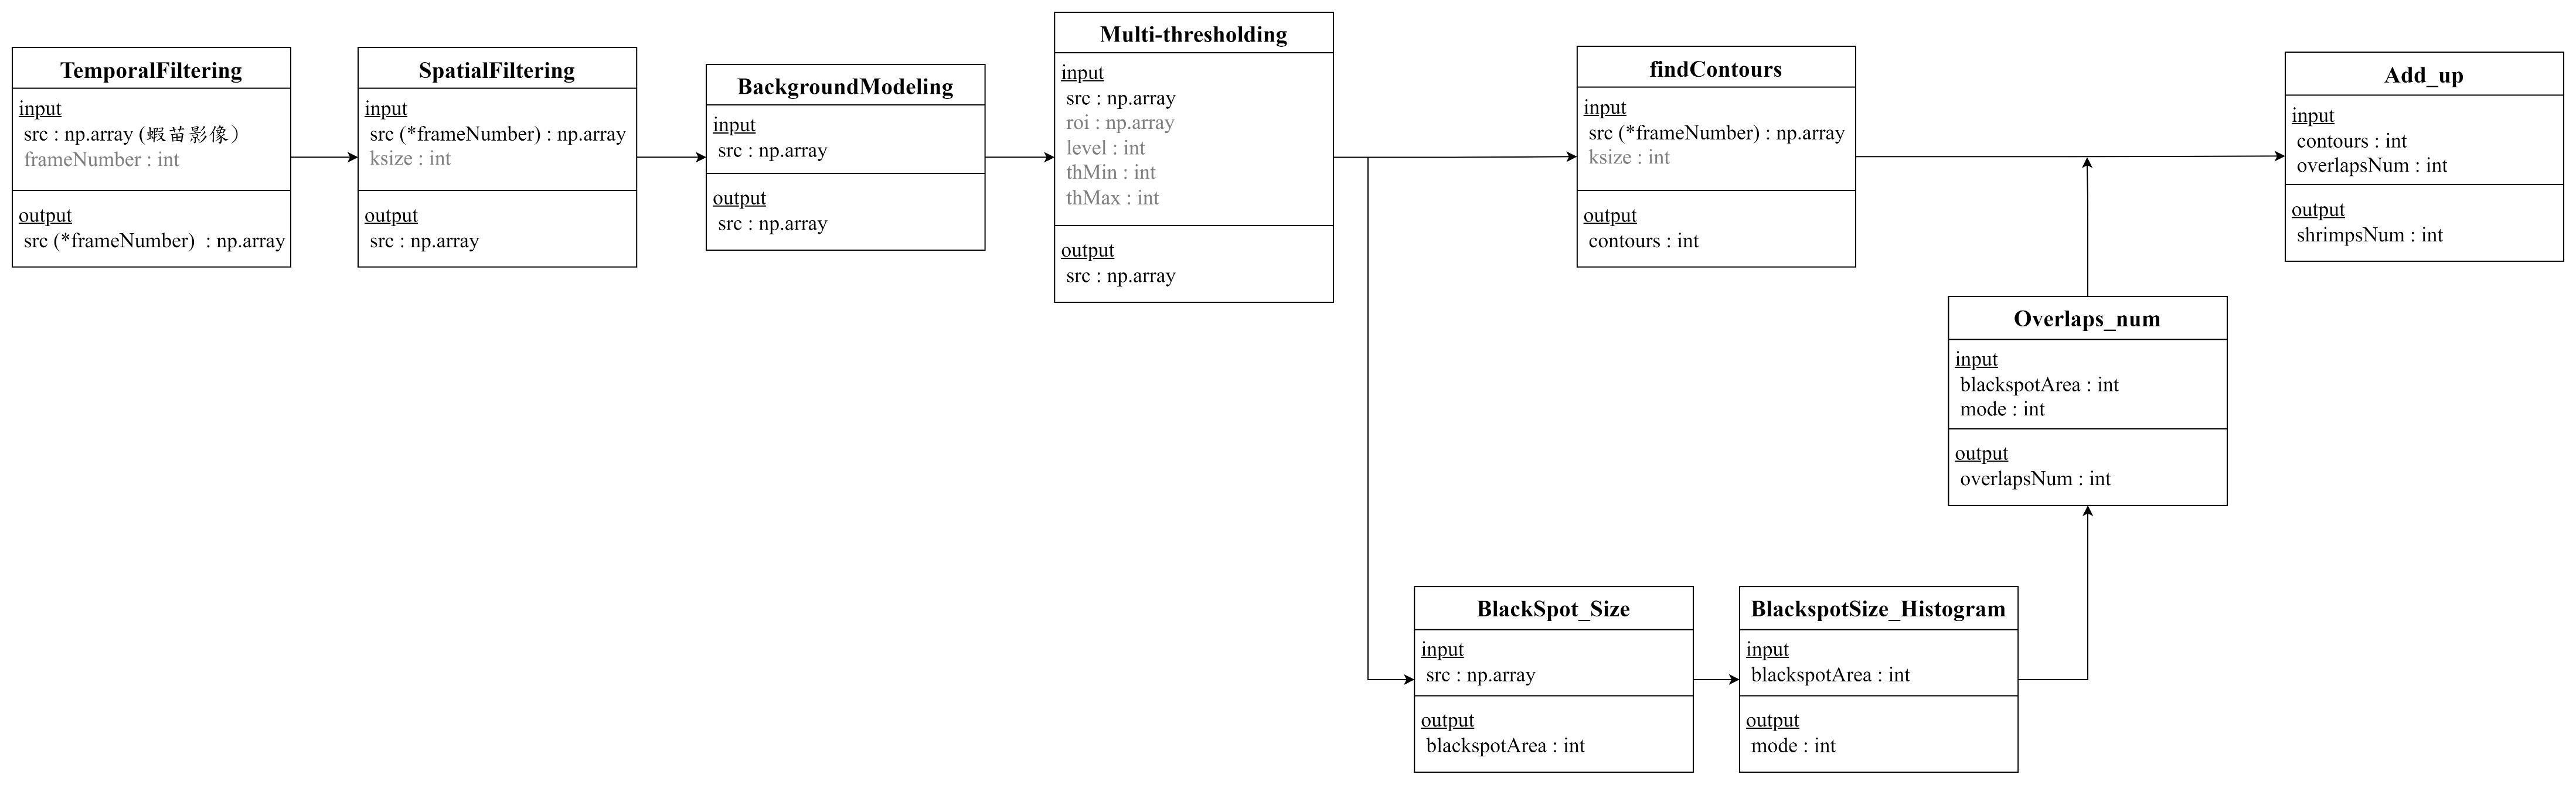 TemporalFiltering
input
src : np.array (蝦苗影像)
frameNumber : int
output
src (*frameNumber) : np.array
SpatialFiltering
input
src (*frameNumber) : np.array
ksize : int
output
src : np.array
BackgroundModeling
input
src : np.array
output
src : np.array
Multi-thresholding
input
src : np.array
roi : np.array
level : int
thMin : int
thMax : int
output
src : np.array
findContours
input
src (*frameNumber) : np.array
ksize : int
output
contours : int
Add_up
input
contours : int
overlapsNum : int
output
shrimpsNum : int
Overlaps_num
input
blackspotArea : int
mode : int
output
overlapsNum : int
BlackSpot_Size
input
src : np.array
output
blackspotArea : int
BlackspotSize_Histogram
input
blackspotArea : int
output
mode : int